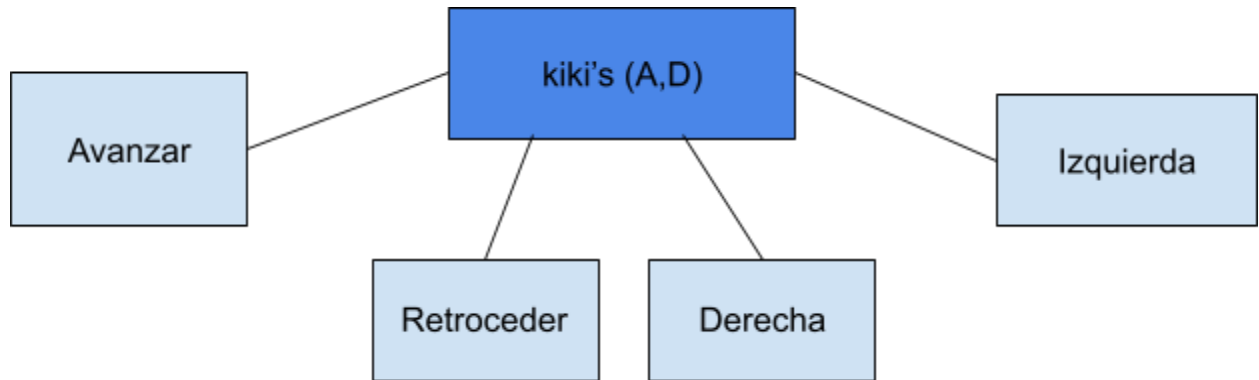 kiki’s (A,D)
Avanzar
Izquierda
Retroceder
Derecha